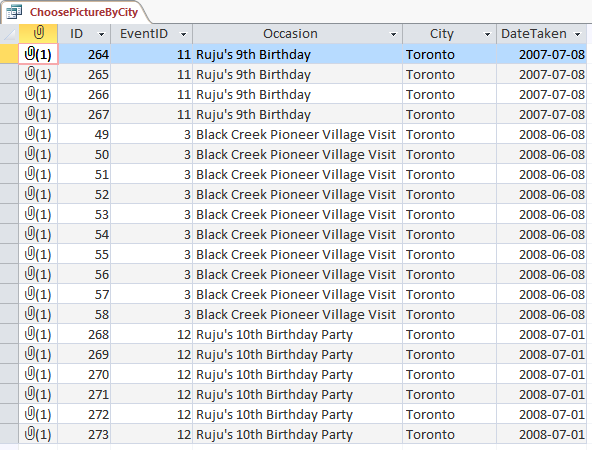 ChoosePictureByCity
ID EventID Occasion City DateTaken
(1) 264 11 Ruju's 9th Birthday Toronto 2007-07-08
(1) 265 11 Ruju's 9th Birthday Toronto 2007-07-08
(1) 266 11 Ruju's 9th Birthday Toronto 2007-07-08
(1) 267 11 Ruju's 9th Birthday Toronto 2007-07-08
(1) 49 3 Black Creek Pioneer Village Visit Toronto 2008-06-08
(1) 50 3 Black Creek Pioneer Village Visit Toronto 2008-06-08
(1) 51 3 Black Creek Pioneer Village Visit Toronto 2008-06-08
(1) 52 3 Black Creek Pioneer Village Visit Toronto 2008-06-08
(1) 53 3 Black Creek Pioneer Village Visit Toronto 2008-06-08
(1) 54 3 Black Creek Pioneer Village Visit Toronto 2008-06-08
(1) 55 3 Black Creek Pioneer Village Visit Toronto 2008-06-08
(1) 56 3 Black Creek Pioneer Village Visit Toronto 2008-06-08
(1) 57 3 Black Creek Pioneer Village Visit Toronto 2008-06-08
(1) 58 3 Black Creek Pioneer Village Visit Toronto 2008-06-08
(1) 268 12 Ruju's 10th Birthday Party Toronto 2008-07-01
(1) 269 12 Ruju's 10th Birthday Party Toronto 2008-07-01
(1) 270 12 Ruju's 10th Birthday Party Toronto 2008-07-01
(1) 271 12 Ruju's 10th Birthday Party Toronto 2008-07-01
(1) 272 12 Ruju's 10th Birthday Party Toronto 2008-07-01
(1) 273 12 Ruju's 10th Birthday Party Toronto 2008-07-01